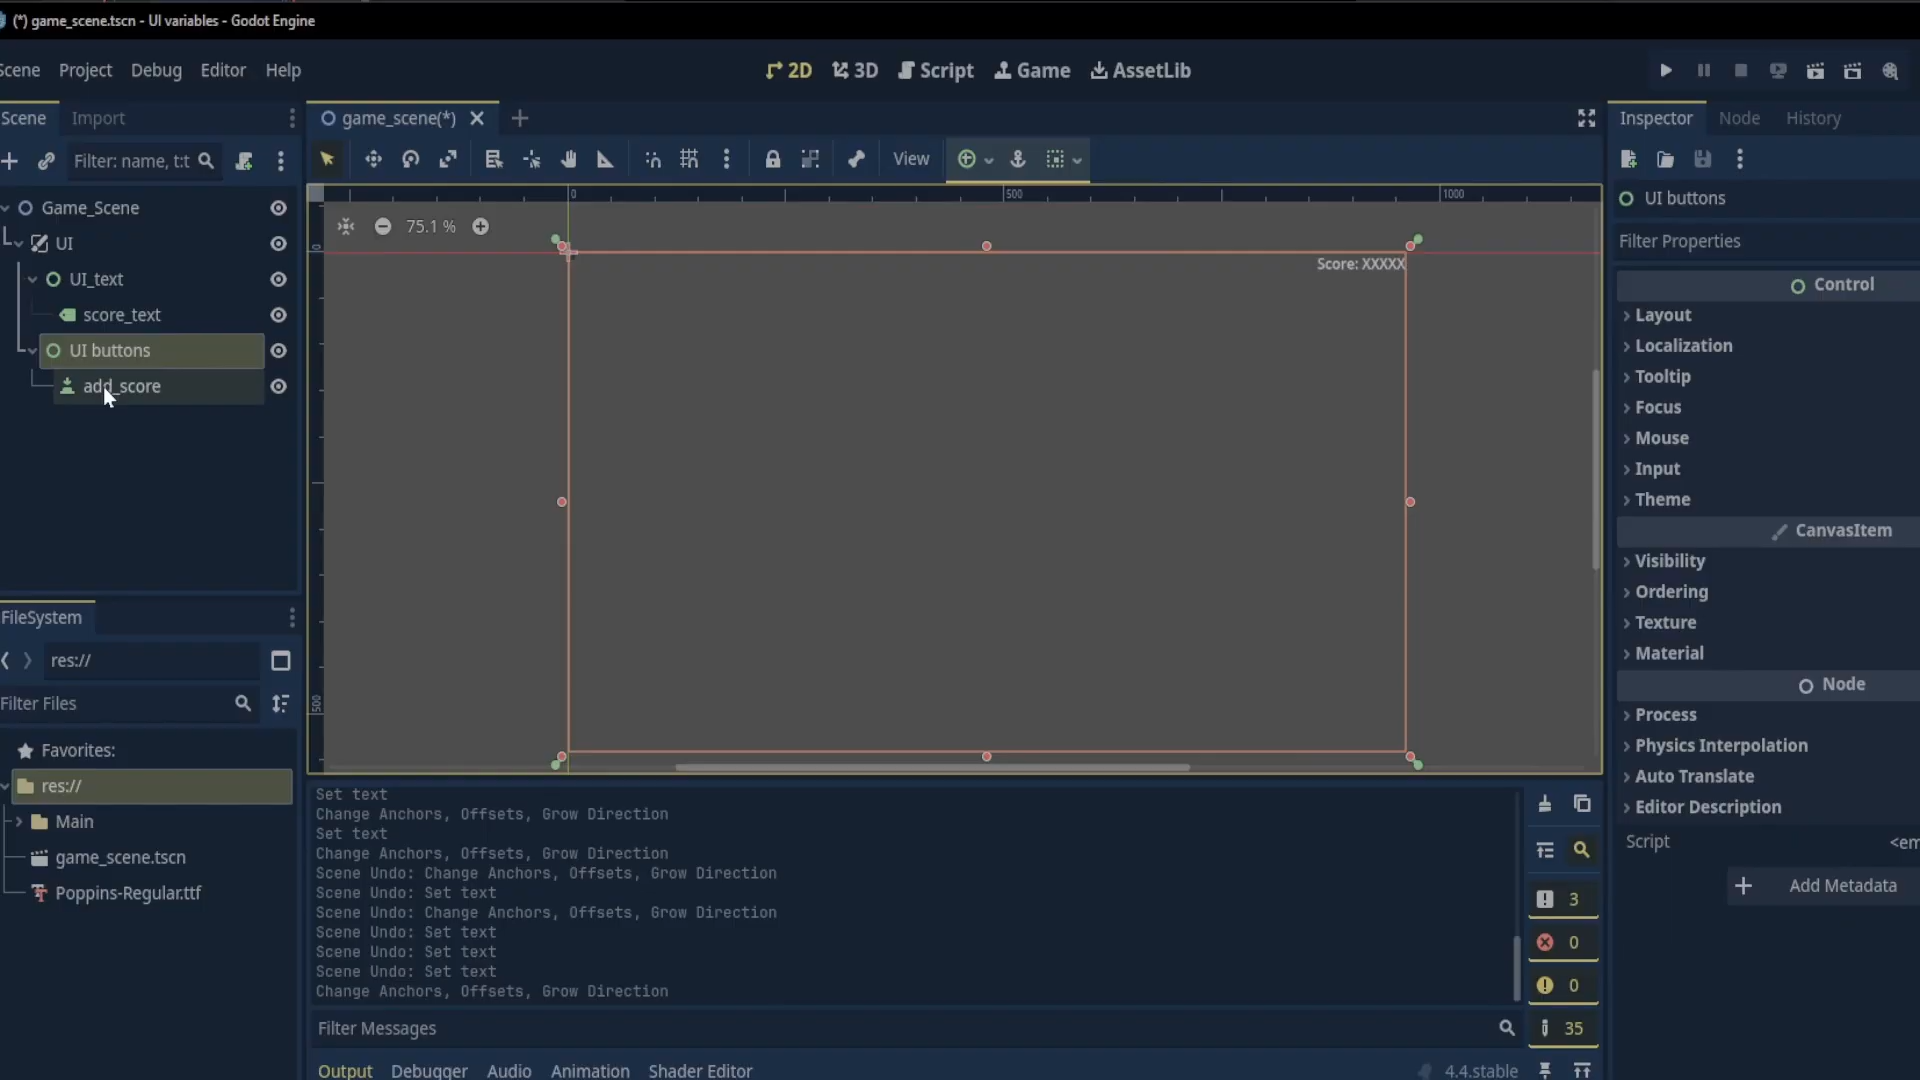 (*) game_scene.tscn - UI variables - Godot Engine
Scene Project Debug Editor Help
2D 3D Script Game AssetLib
Scene Import
game_scene(*)
Inspector Node History
Filter: name, t:t
View
UI buttons
Filter Properties
Game_Scene
UI
UI_text
score_text
UI buttons
add_score
0 500 1000
75.1 %
0
500
Score: XXXXX
Control
Layout
Localization
Tooltip
Focus
Mouse
Input
Theme
CanvasItem
Visibility
Ordering
Texture
Material
Node
Process
Physics Interpolation
Auto Translate
Editor Description
Script <em
Add Metadata
FileSystem
res://
Filter Files
Favorites:
res://
Main
game_scene.tscn
Poppins-Regular.ttf
Set text
Change Anchors, Offsets, Grow Direction
Set text
Change Anchors, Offsets, Grow Direction
Scene Undo: Change Anchors, Offsets, Grow Direction
Scene Undo: Set text
Scene Undo: Change Anchors, Offsets, Grow Direction
Scene Undo: Set text
Scene Undo: Set text
Scene Undo: Set text
Change Anchors, Offsets, Grow Direction
3
0
0
35
Filter Messages
Output Debugger Audio Animation Shader Editor
4.4.stable